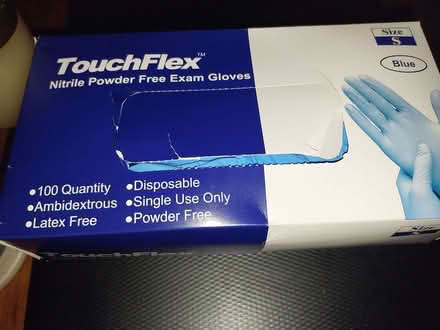 TouchFlex™
Nitrile Powder Free Exam Gloves
Size
S
Blue
•100 Quantity
•Ambidextrous
•Latex Free
•Disposable
•Single Use Only
•Powder Free